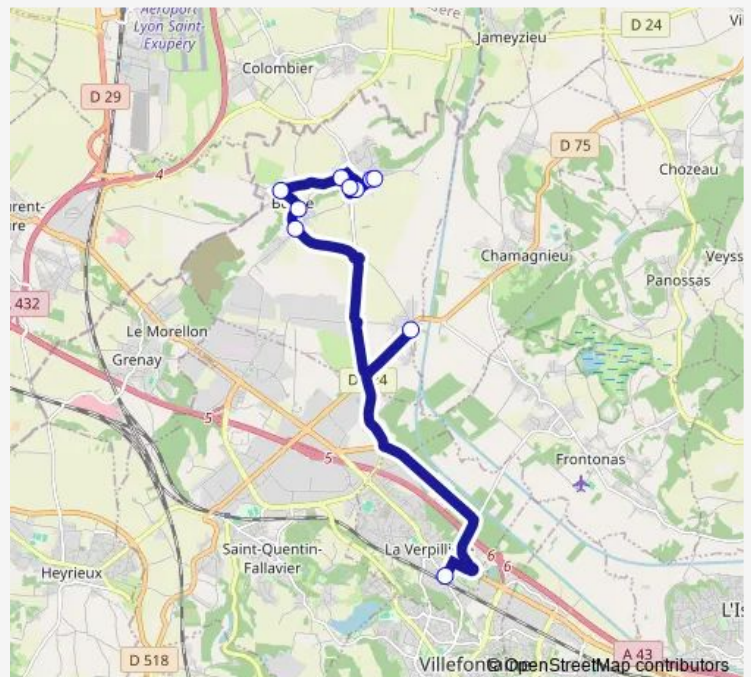 Aéroport
Lyon Saint-
Exupéry
D 24
Jameyzieu
Colombier
D 29
D 75
4
Chozeau
Chamagnieu
Panossas
432
Le Morellon
Grenay
5
5
Frontonas
La Verpilli
6
6
Saint-Quentin-
Fallavier
Heyrieux
D 518
A 43
© OpenStreetMap contributors